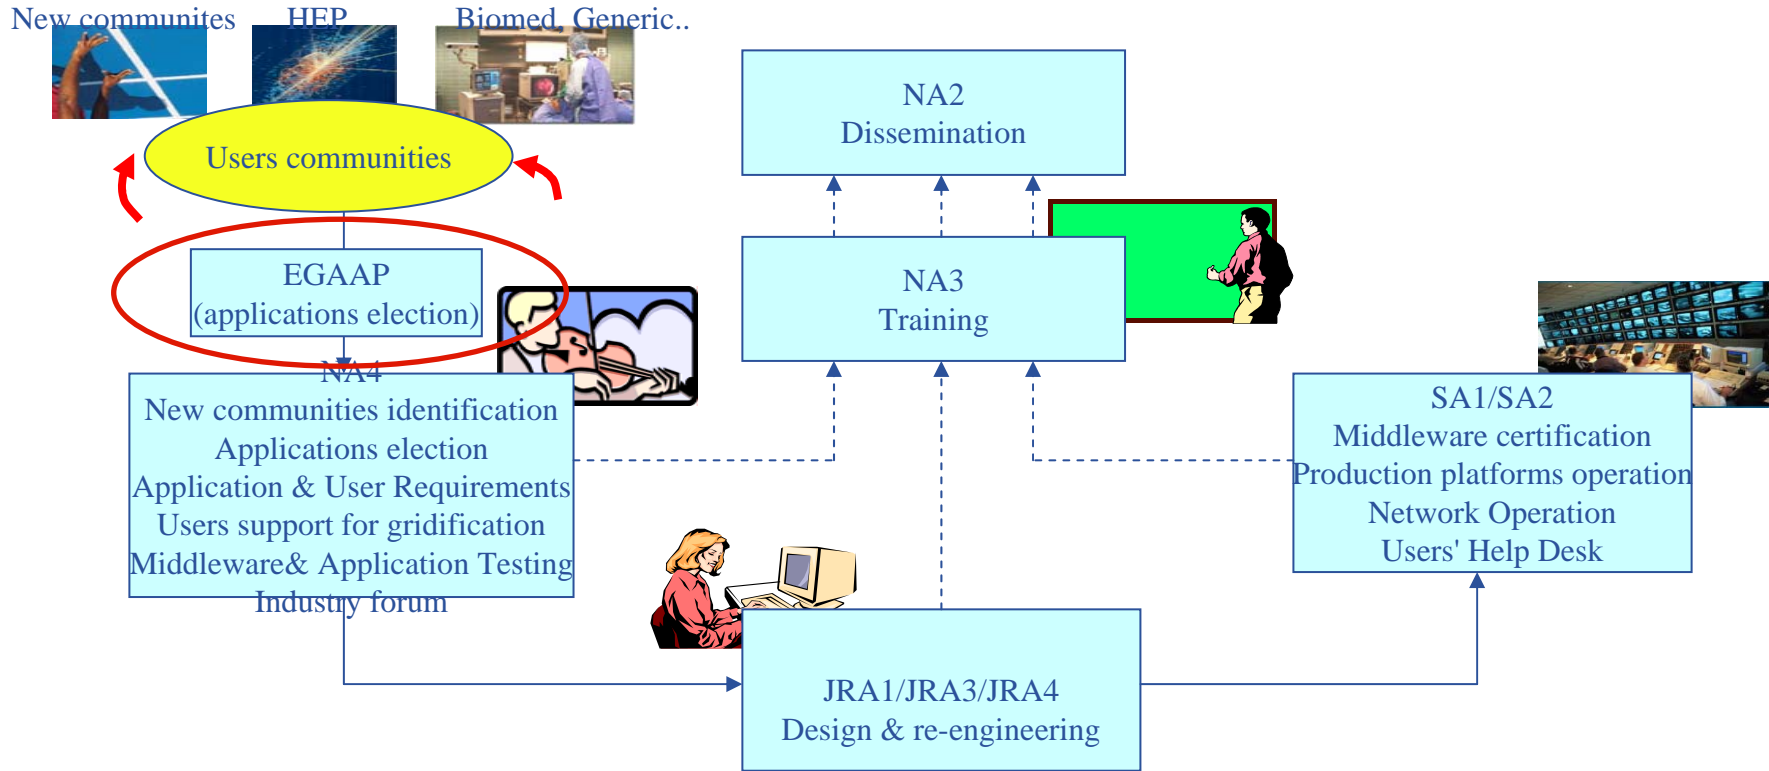 New communites HEP Biomed, Generic..
Users communities
EGAAP
(applications election)
NA4
New communities identification
Applications election
Application & User Requirements
Users support for gridification
Middleware& Application Testing
Industry forum
NA2
Dissemination
NA3
Training
JRA1/JRA3/JRA4
Design & re-engineering
SA1/SA2
Middleware certification
Production platforms operation
Network Operation
Users' Help Desk